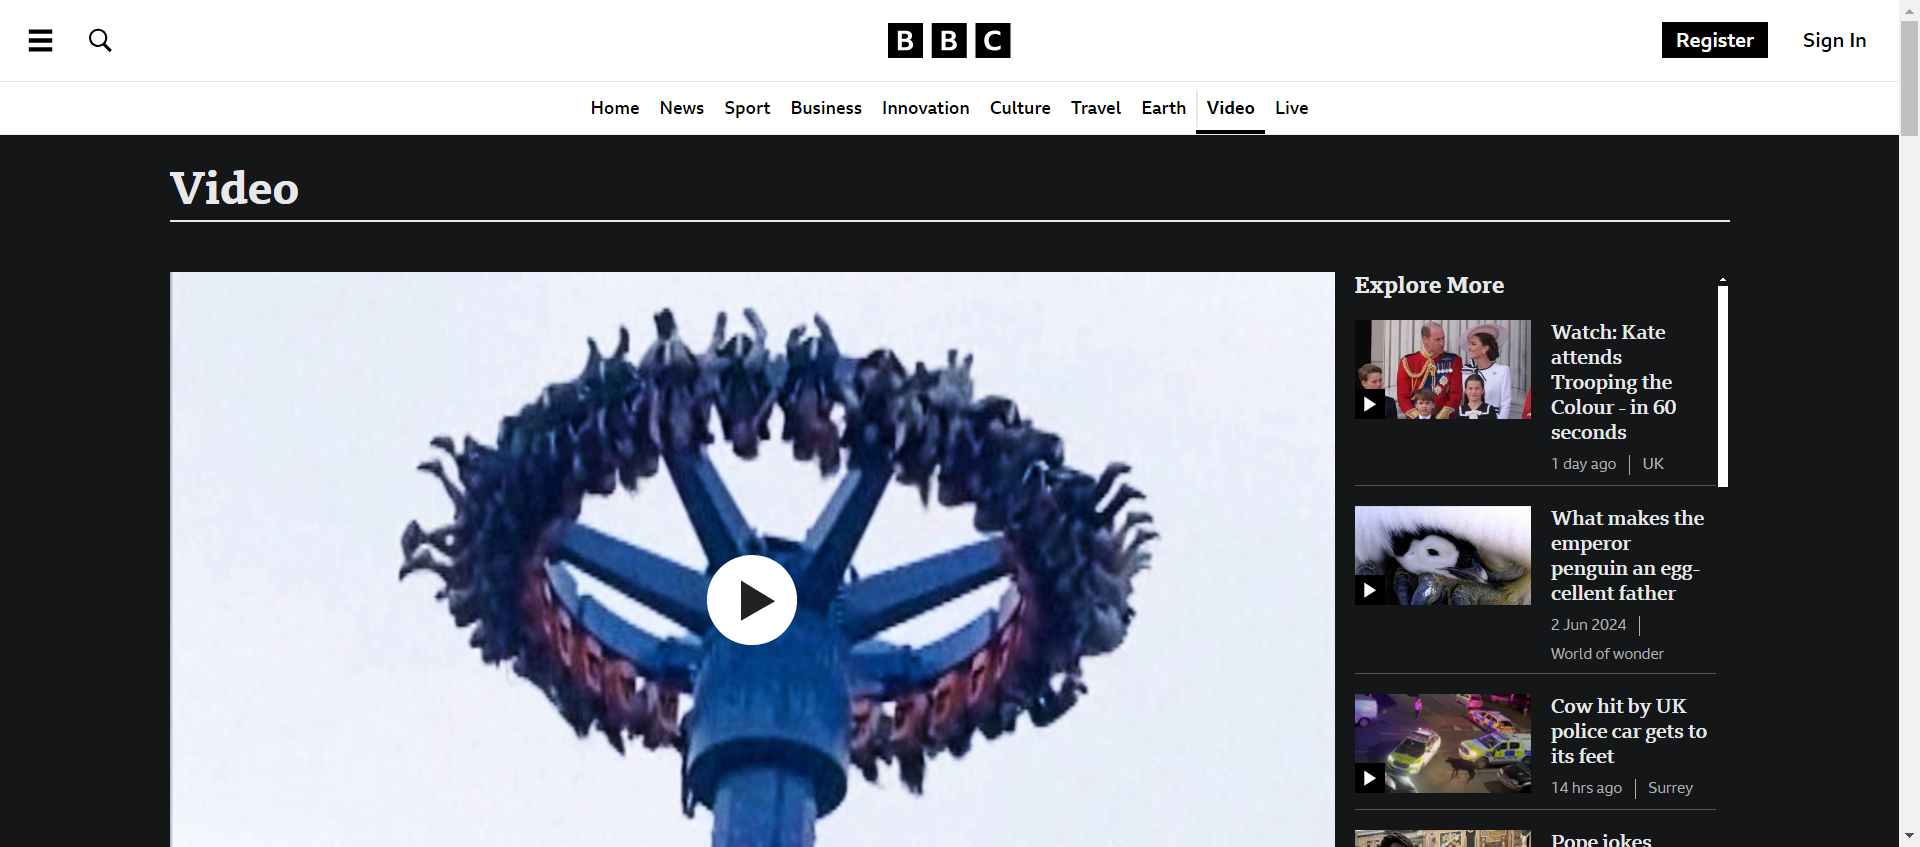 BBC
Register
Sign In
Home
News
Sport
Business
Innovation
Culture
Travel
Earth
Video
Live
Video
Explore More
Watch: Kate
attends
Trooping the
Colour - in 60
seconds
1 day ago
UK
What makes the
emperor
penguin an egg-
cellent father
2 Jun 2024
World of wonder
Cow hit by UK
police car gets to
its feet
14 hrs ago
Surrey
Pope jokes